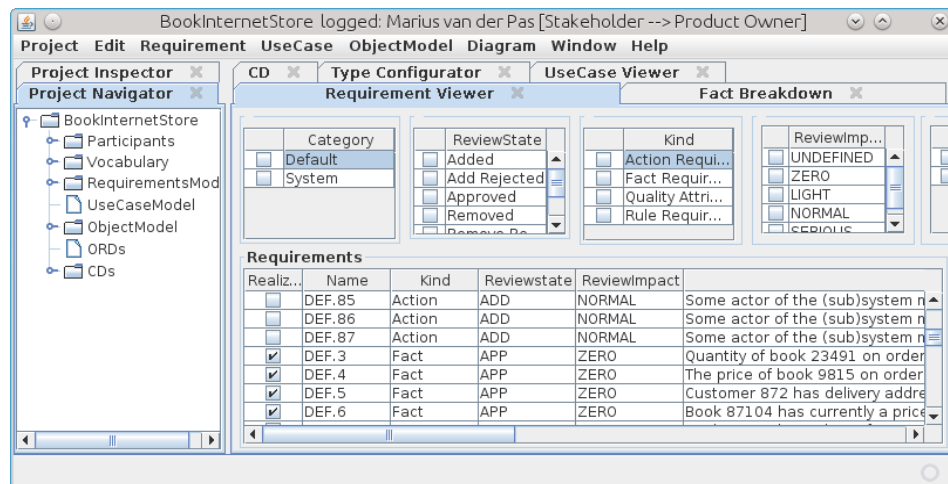 BookInternetStore logged: Marius van der Pas [Stakeholder --> Product Owner]
Project Edit Requirement UseCase ObjectModel Diagram Window Help
Project Inspector
Project Navigator
BookInternetStore
Participants
Vocabulary
RequirementsMod
UseCaseModel
ObjectModel
ORDs
CDs
CD Type Configurator UseCase Viewer
Requirement Viewer Fact Breakdown
Category
Default
System
ReviewState
Added
Add Rejected
Approved
Removed
Kind
Action Requi...
Fact Requir...
Quality Attri...
Rule Requir...
ReviewImp...
UNDEFINED
ZERO
LIGHT
NORMAL
SERIOUS
Requirements
Realiz... Name Kind Reviewstate ReviewImpact
DEF.85 Action ADD NORMAL Some actor of the (sub)system
DEF.86 Action ADD NORMAL Some actor of the (sub)system
DEF.87 Action ADD NORMAL Some actor of the (sub)system
DEF.3 Fact APP ZERO Quantity of book 23491 on order
DEF.4 Fact APP ZERO The price of book 9815 on order
DEF.5 Fact APP ZERO Customer 872 has delivery addre
DEF.6 Fact APP ZERO Book 87104 has currently a price